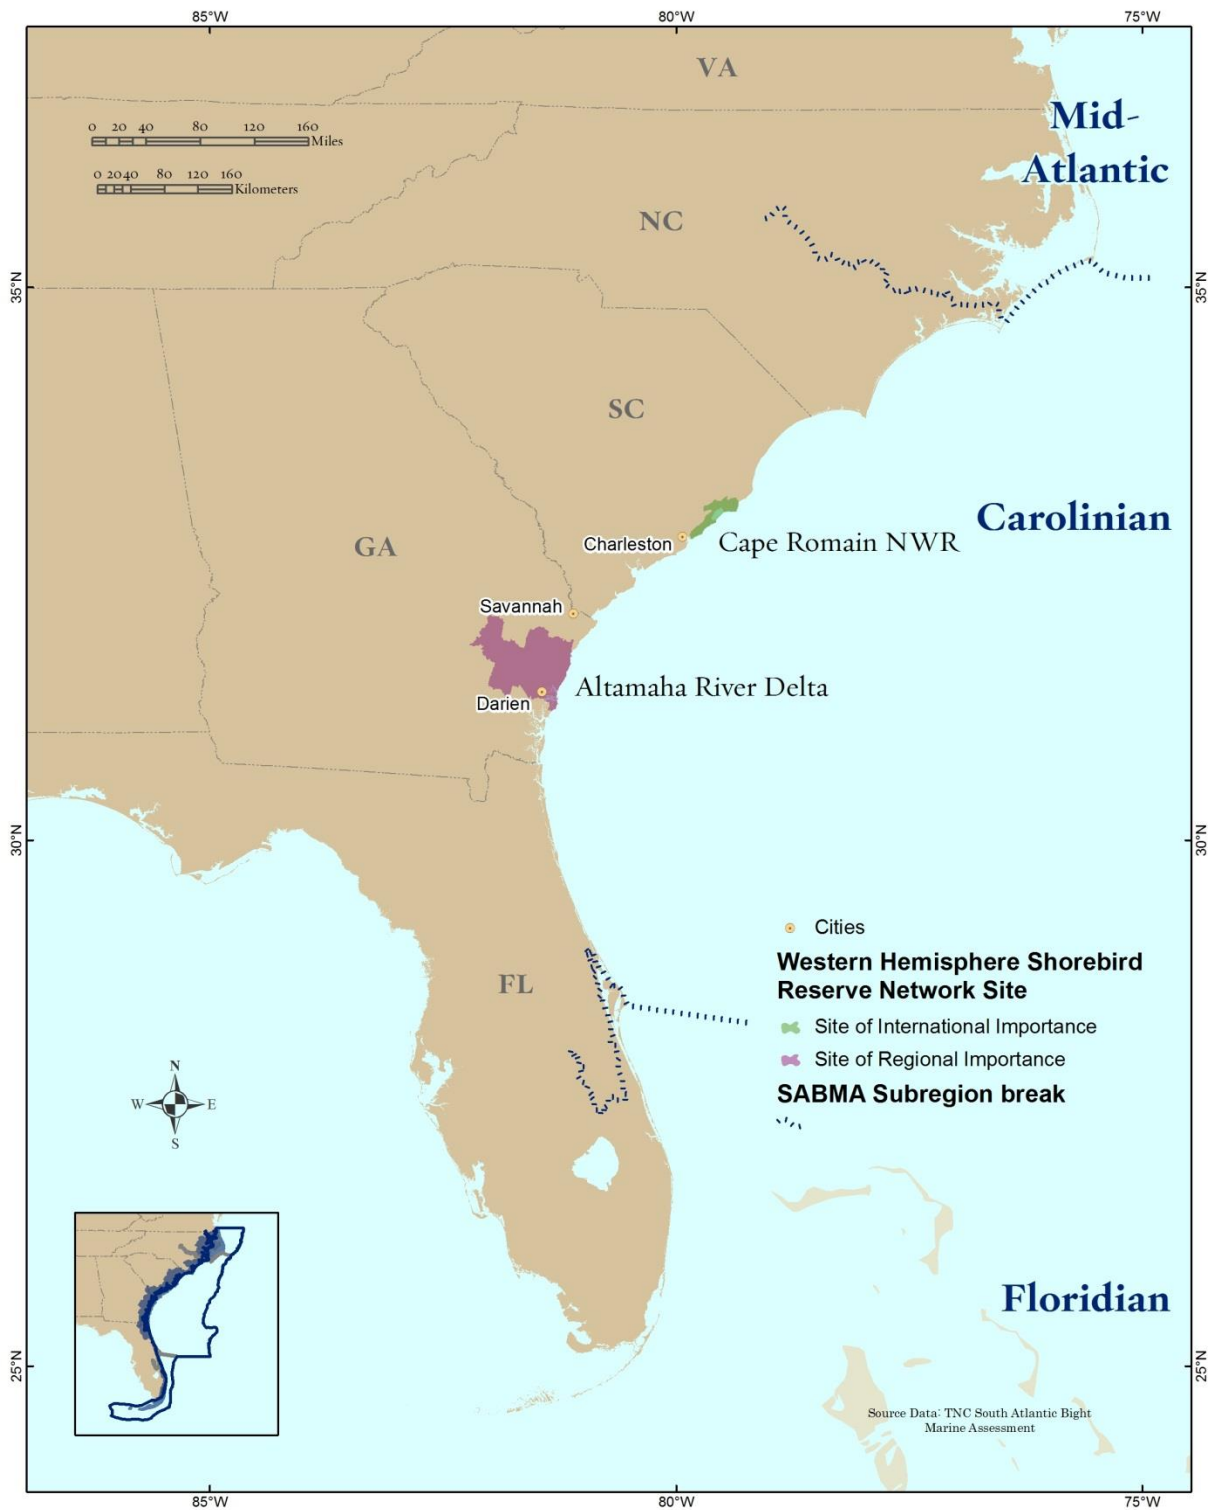 85°W 80°W 75°W
VA
Mid-
Atlantic
0 20 40 80 120 160
Miles
0 20 40 80 120 160
Kilometers
NC
35°N 35°N
SC
Carolinian
GA
Charleston
Cape Romain NWR
Savannah
Altamaha River Delta
Darien
30°N 30°N
Cities
Western Hemisphere Shorebird
Reserve Network Site
FL
Site of International Importance
Site of Regional Importance
SABMA Subregion break
N
W E
S
Floridian
25°N 25°N
Source Data: TNC South Atlantic Bight
Marine Assessment
85°W 80°W 75°W